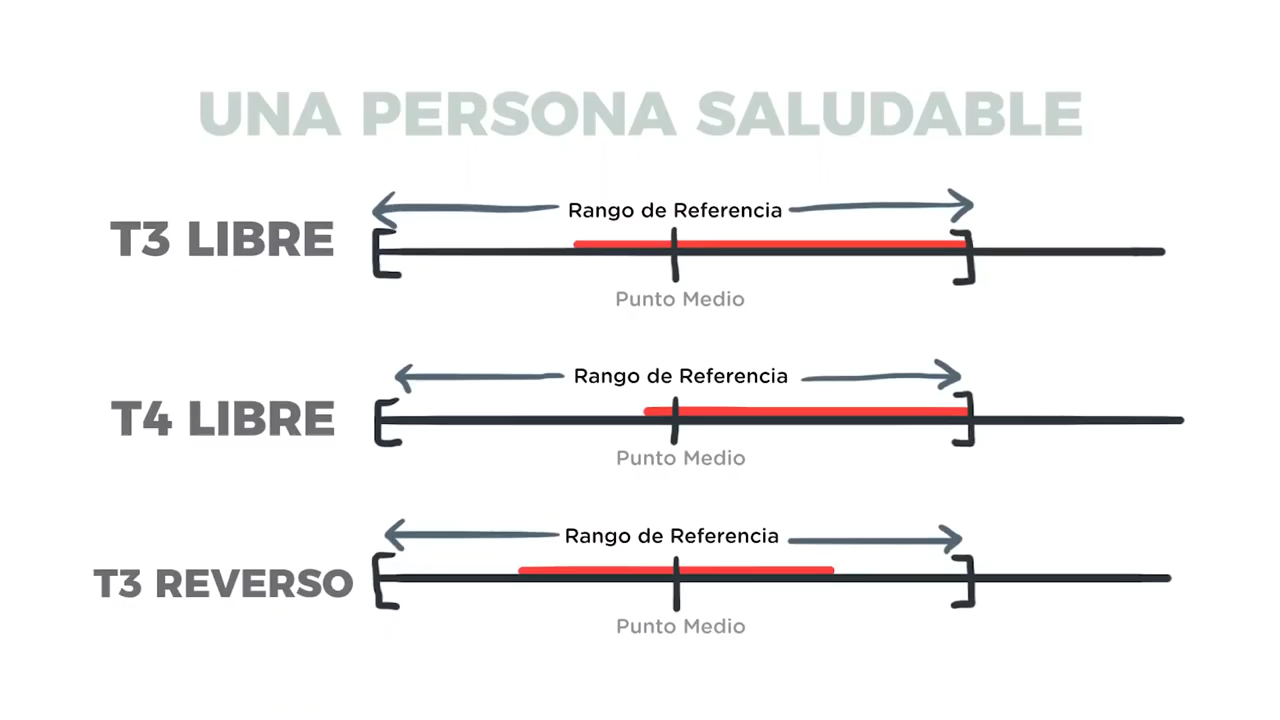 UNA PERSONA SALUDABLE
Rango de Referencia
T3 LIBRE
Punto Medio
Rango de Referencia
T4 LIBRE
Punto Medio
Rango de Referencia
T3 REVERSO
Punto Medio